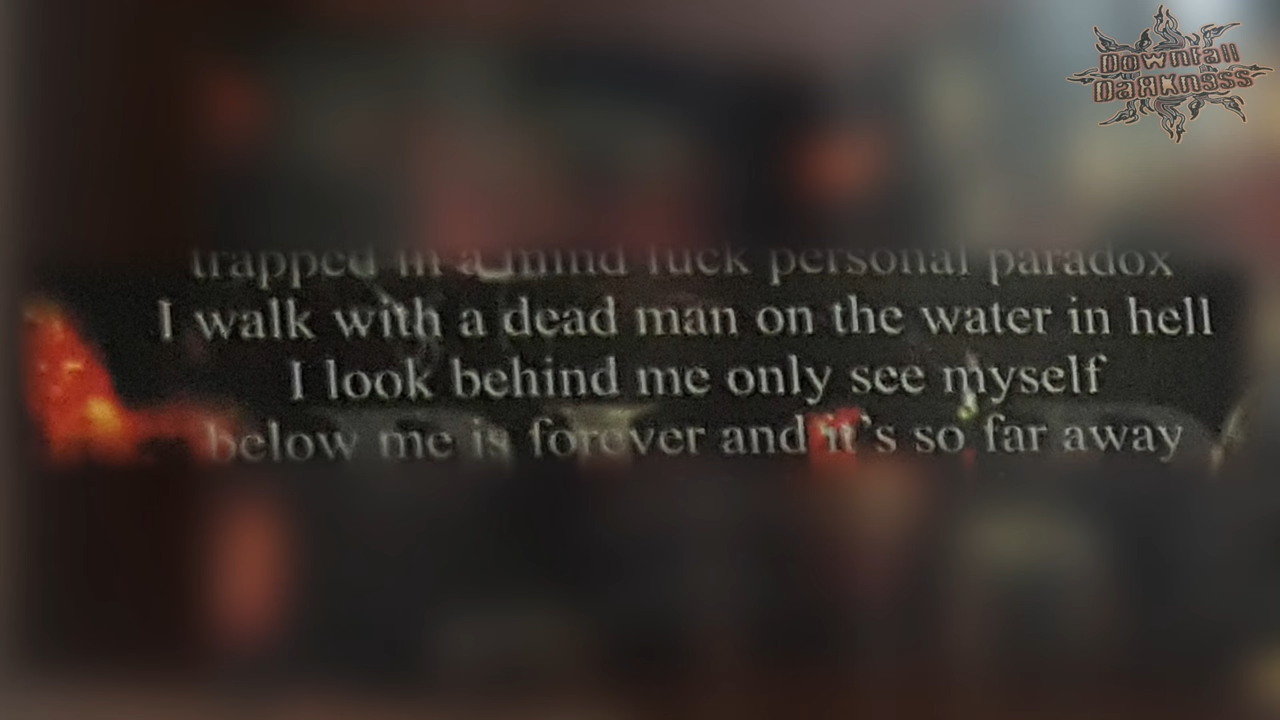 Downfall
Darkness
trapped in a mind fuck personal paradox
I walk with a dead man on the water in hell
I look behind me only see myself
below me is forever and it's so far away